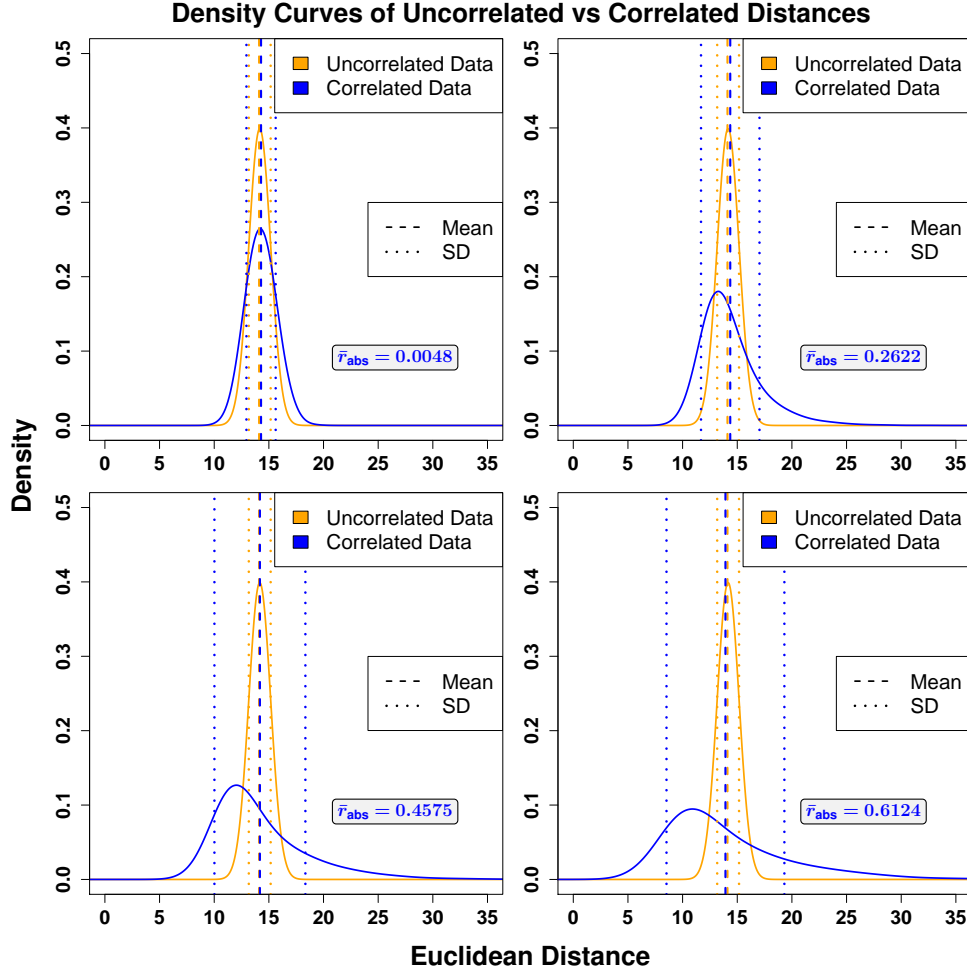 Density Curves of Uncorrelated vs Correlated Distances
Density
Euclidean Distance
0.5
0.4
0.3
0.2
0.1
0.0
0 5 10 15 20 25 30 35
Uncorrelated Data
Correlated Data
Mean
SD
r̄abs = 0.0048
0.5
0.4
0.3
0.2
0.1
0.0
0 5 10 15 20 25 30 35
Uncorrelated Data
Correlated Data
Mean
SD
r̄abs = 0.2622
0.5
0.4
0.3
0.2
0.1
0.0
0 5 10 15 20 25 30 35
Uncorrelated Data
Correlated Data
Mean
SD
r̄abs = 0.4575
0.5
0.4
0.3
0.2
0.1
0.0
0 5 10 15 20 25 30 35
Uncorrelated Data
Correlated Data
Mean
SD
r̄abs = 0.6124